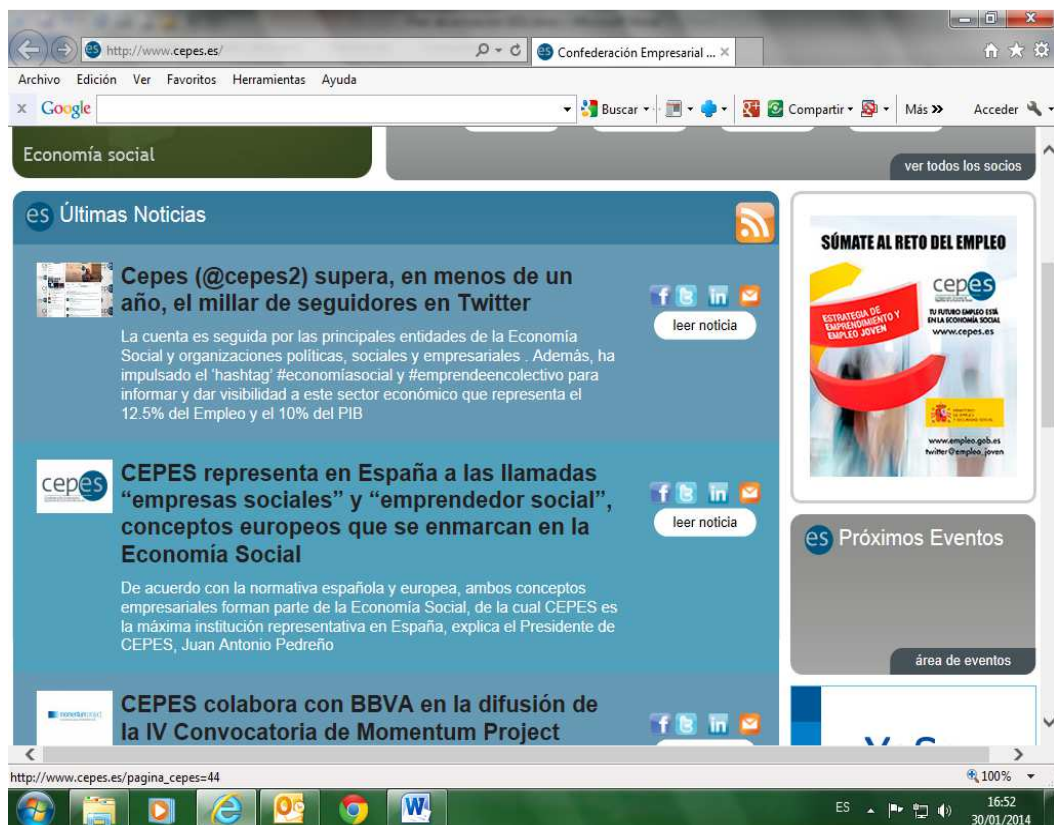 http://www.cepes.es/
Confederación Empresarial ...
Archivo Edición Ver Favoritos Herramientas Ayuda
Google Buscar Compartir Más » Acceder
Economía social
ver todos los socios
es Últimas Noticias
Cepes (@cepes2) supera, en menos de un
año, el millar de seguidores en Twitter
leer noticia
La cuenta es seguida por las principales entidades de la Economía
Social y organizaciones políticas, sociales y empresariales . Además, ha
impulsado el 'hashtag' #economíasocial y #emprendeencolectivo para
informar y dar visibilidad a este sector económico que representa el
12.5% del Empleo y el 10% del PIB
cepes
CEPES representa en España a las llamadas
“empresas sociales” y “emprendedor social”,
conceptos europeos que se enmarcan en la
Economía Social
leer noticia
De acuerdo con la normativa española y europea, ambos conceptos
empresariales forman parte de la Economía Social, de la cual CEPES es
la máxima institución representativa en España, explica el Presidente de
CEPES, Juan Antonio Pedreño
momentumproject
CEPES colabora con BBVA en la difusión de
la IV Convocatoria de Momentum Project
SÚMATE AL RETO DEL EMPLEO
cepes
TU FUTURO EMPLEO ESTÁ
EN LA ECONOMÍA SOCIAL
www.cepes.es
ESTRATEGIA DE
EMPRENDIMIENTO Y
EMPLEO JOVEN
www.empleo.gob.es
twitter@empleo_joven
es Próximos Eventos
área de eventos
http://www.cepes.es/pagina_cepes=44
100%
ES
16:52
30/01/2014